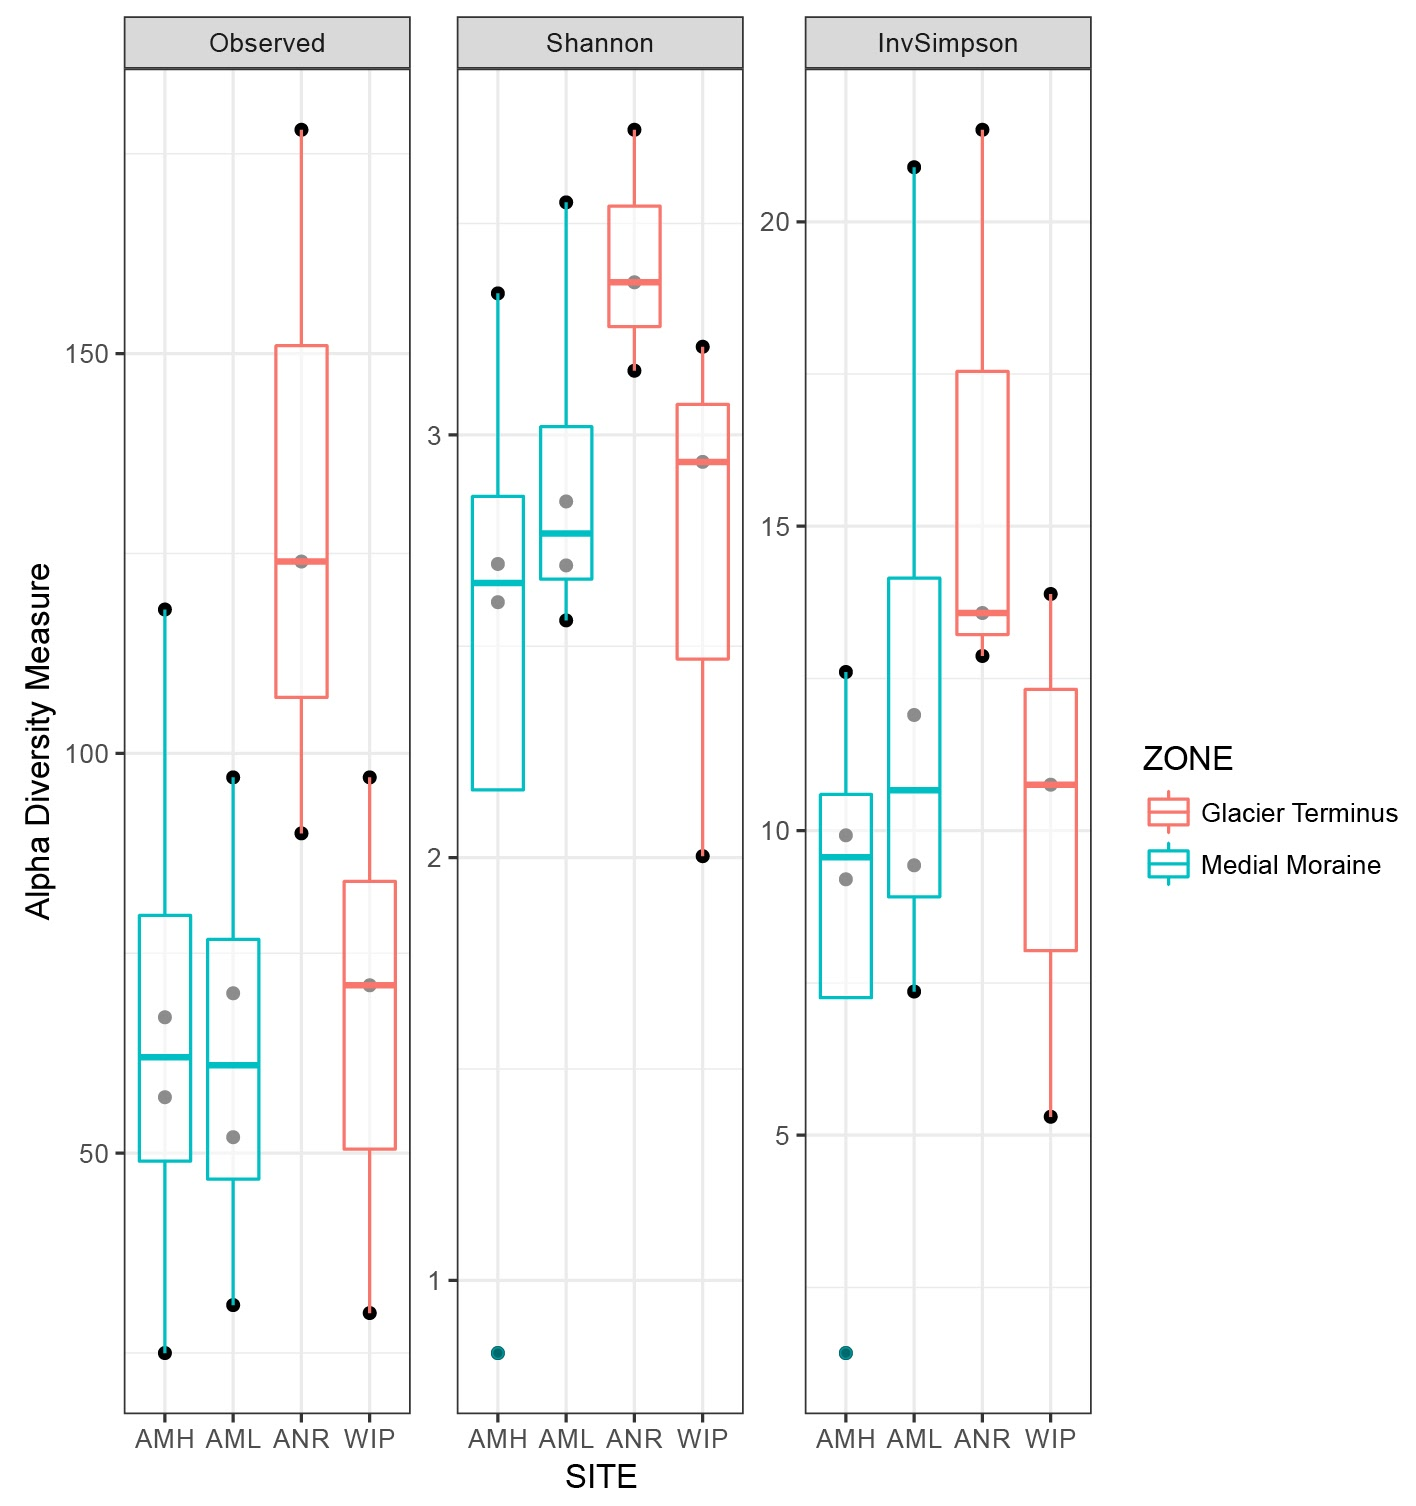 Observed Shannon InvSimpson
Alpha Diversity Measure
150
100
50
3
2
1
20
15
10
5
AMH AML ANR WIP AMH AML ANR WIP AMH AML ANR WIP
SITE
ZONE
Glacier Terminus
Medial Moraine